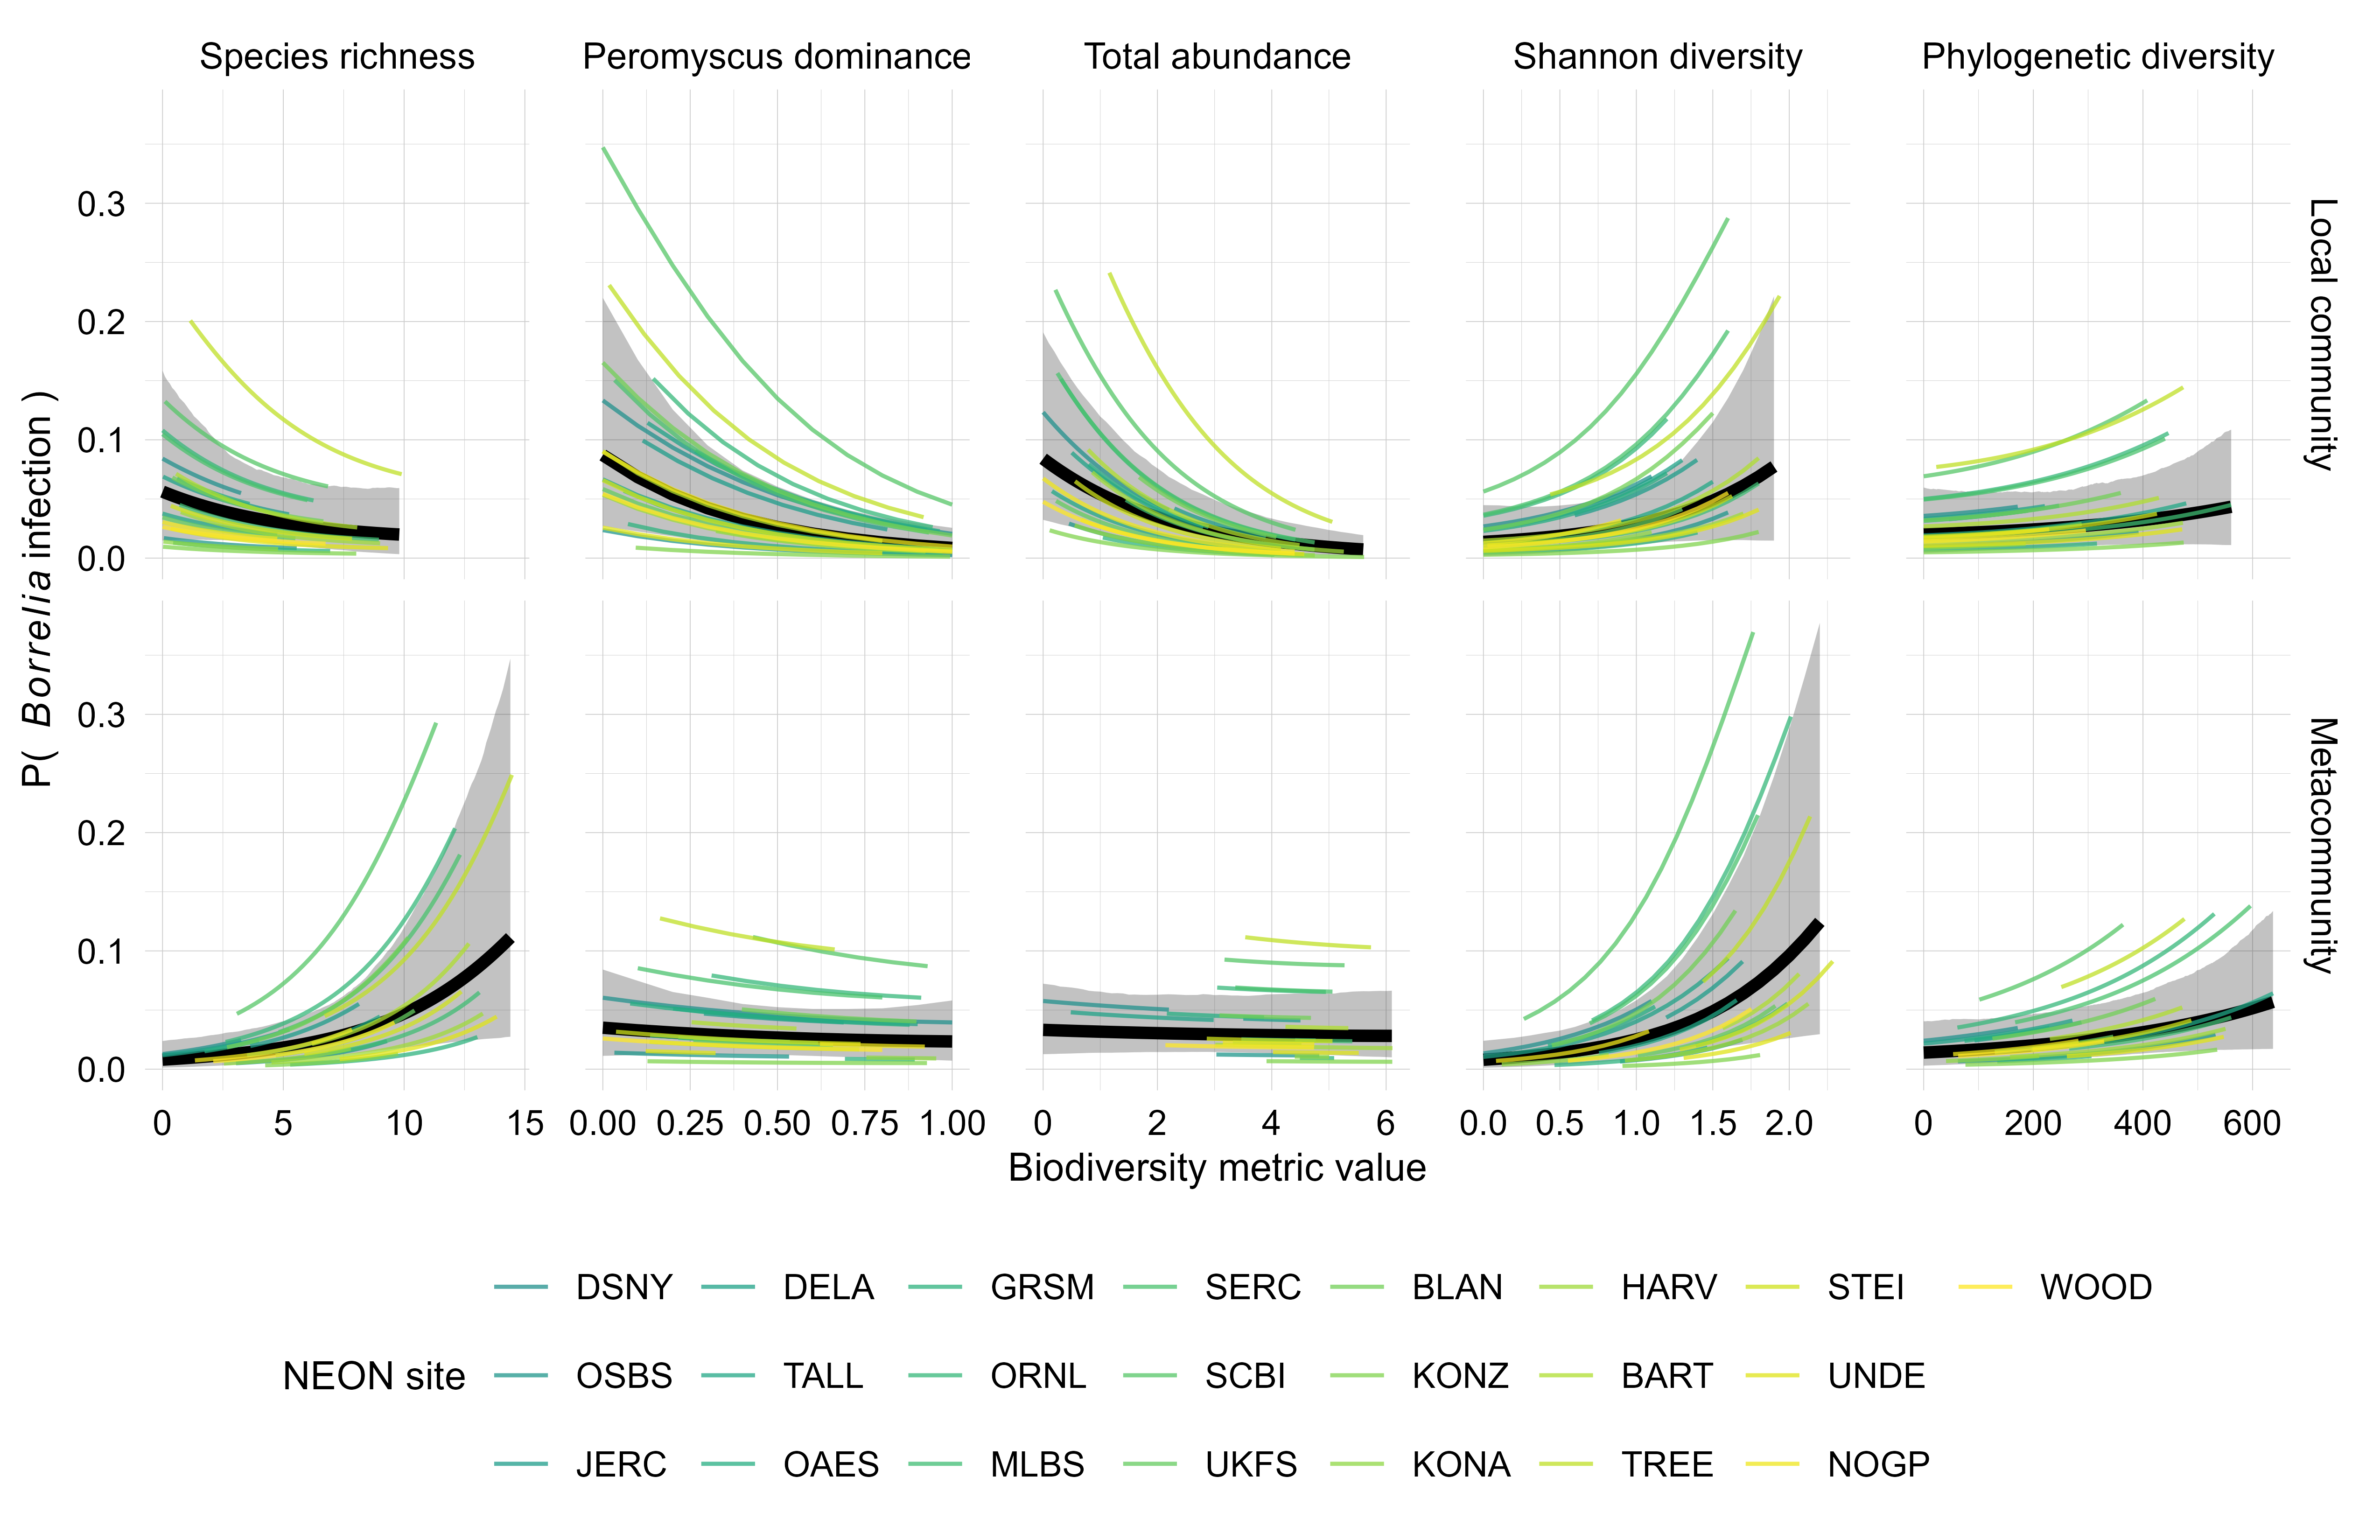 Species richness Peromyscus dominance Total abundance Shannon diversity Phylogenetic diversity
P( Borrelia infection )
0.3
0.2
0.1
0.0
Local community
0.3
0.2
0.1
0.0
Metacommunity
0 5 10 15 0.00 0.25 0.50 0.75 1.00 0 2 4 6 0.0 0.5 1.0 1.5 2.0 0 200 400 600
Biodiversity metric value
NEON site
DSNY DELA GRSM SERC BLAN HARV STEI WOOD
OSBS TALL ORNL SCBI KONZ BART UNDE
JERC OAES MLBS UKFS KONA TREE NOGP